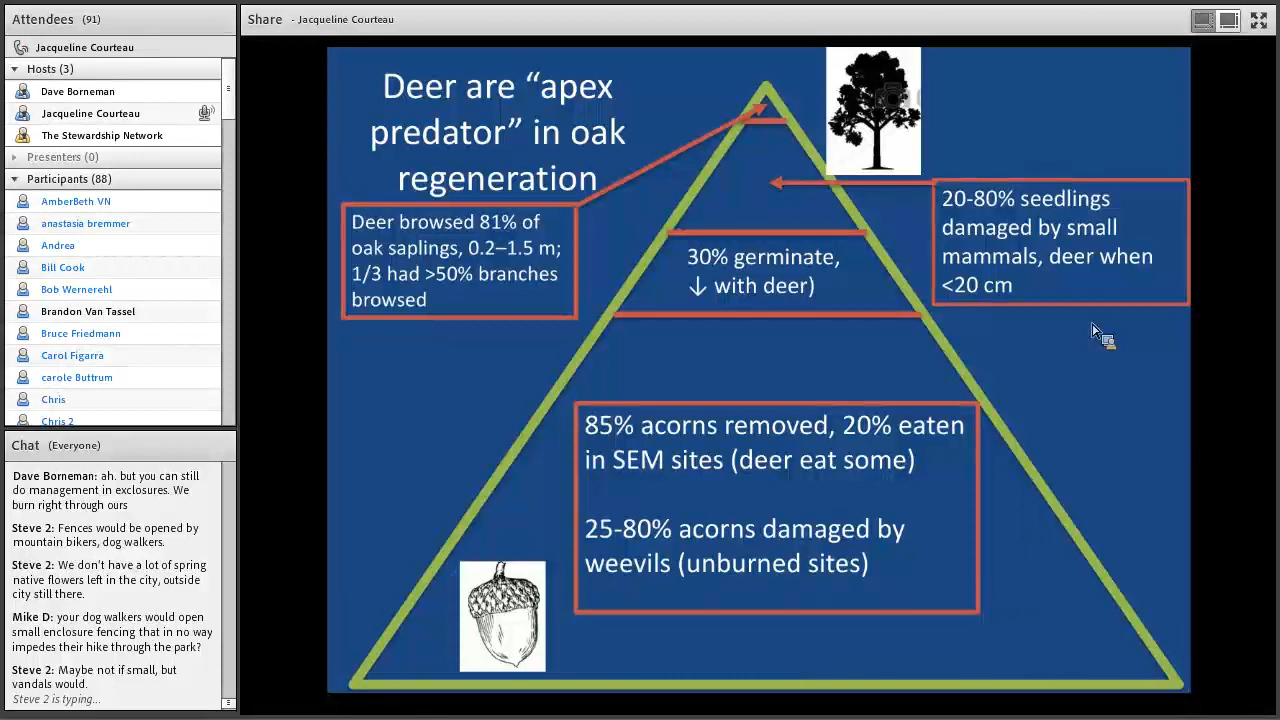 Attendees (91)
Jacqueline Courteau
Hosts (3)
Dave Borneman
Jacqueline Courteau
The Stewardship Network
Presenters (0)
Participants (88)
AmberBeth VN
anastasia bremmer
Andrea
Bill Cook
Bob Wernerehl
Brandon Van Tassel
Bruce Friedmann
Carol Figarra
carole Buttrum
Chris
Chris 2
Chat (Everyone)
Dave Borneman: ah. but you can still
do management in exclosures. We
burn right through ours
Steve 2: Fences would be opened by
mountain bikers, dog walkers.
Steve 2: We don't have a lot of spring
native flowers left in the city, outside
city still there.
Mike D: your dog walkers would open
small enclosure fencing that in no way
impedes their hike through the park?
Steve 2: Maybe not if small, but
vandals would.
Steve 2 is typing...
Share - Jacqueline Courteau
Deer are “apex
predator” in oak
regeneration
Deer browsed 81% of
oak saplings, 0.2–1.5 m;
1/3 had >50% branches
browsed
20-80% seedlings
damaged by small
mammals, deer when
<20 cm
30% germinate,
↓ with deer)
85% acorns removed, 20% eaten
in SEM sites (deer eat some)
25-80% acorns damaged by
weevils (unburned sites)